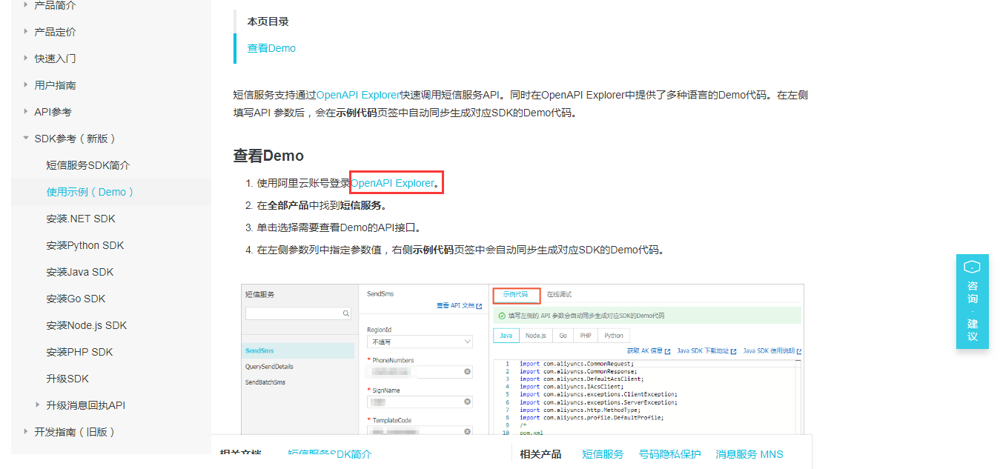 产品简介
产品定价
快速入门
用户指南
API参考
SDK参考（新版）
短信服务SDK简介
使用示例（Demo）
安装.NET SDK
安装Python SDK
安装Java SDK
安装Go SDK
安装Node.js SDK
安装PHP SDK
升级SDK
升级消息回执API
开发指南（旧版）
本页目录
查看Demo
短信服务支持通过OpenAPI Explorer快速调用短信服务API。同时在OpenAPI Explorer中提供了多种语言的Demo代码。在左侧
填写API 参数后，会在示例代码页签中自动同步生成对应SDK的Demo代码。
查看Demo
1. 使用阿里云账号登录OpenAPI Explorer。
2. 在全部产品中找到短信服务。
3. 单击选择需要查看Demo的API接口。
4. 在左侧参数列中指定参数值，右侧示例代码页签中会自动同步生成对应SDK的Demo代码。
短信服务
SendSms
QuerySendDetails
SendBatchSms
SendSms
查看 API 文档
RegionId
不填写
* PhoneNumbers
* SignName
* TemplateCode
示例代码 在线调试
填写左侧的 API 参数会自动同步生成对应SDK的Demo代码
Java Node.js Go PHP Python
获取 AK 信息 Java SDK 下载地址 Java SDK 使用说明
1 import com.aliyuncs.CommonRequest;
2 import com.aliyuncs.CommonResponse;
3 import com.aliyuncs.DefaultAcsClient;
4 import com.aliyuncs.IAcsClient;
5 import com.aliyuncs.exceptions.ClientException;
6 import com.aliyuncs.exceptions.ServerException;
7 import com.aliyuncs.http.MethodType;
8 import com.aliyuncs.profile.DefaultProfile;
9 /*
10 pom.xml
相关文档 短信服务SDK简介
相关产品 短信服务 号码隐私保护 消息服务 MNS
咨询·建议